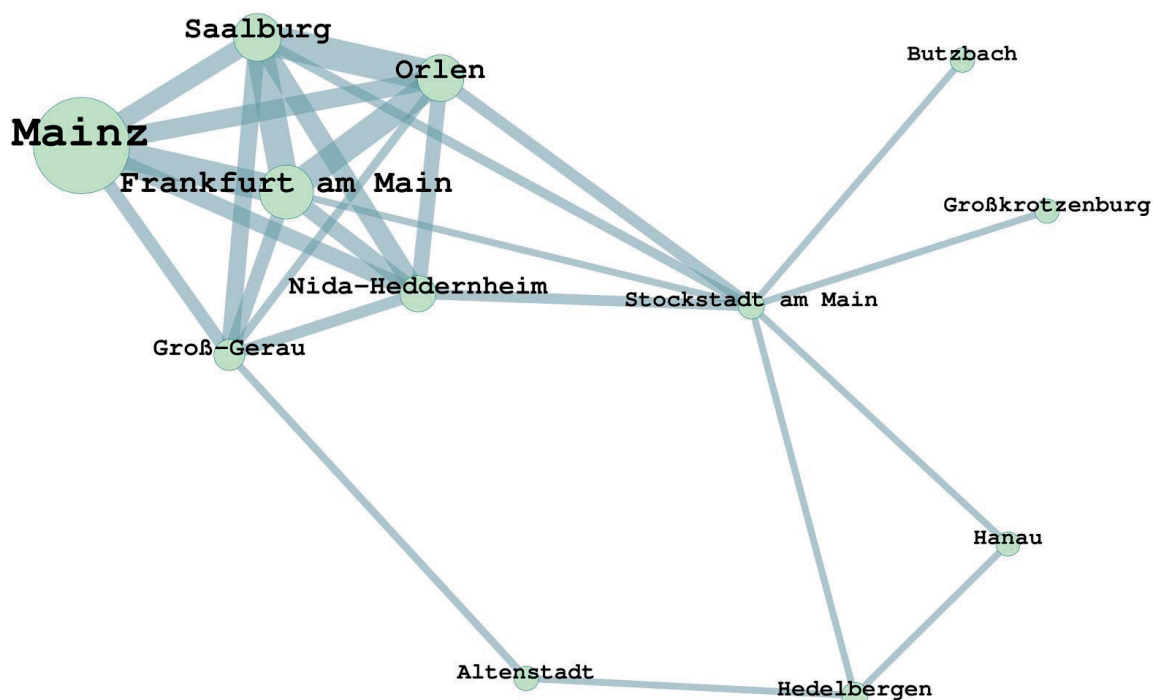 Saalburg
Butzbach
Orlen
Mainz
Frankfurt am Main
Großkrotzenburg
Nida-Heddernheim
Stockstadt am Main
Groß-Gerau
Hanau
Altenstadt
Hedelbergen